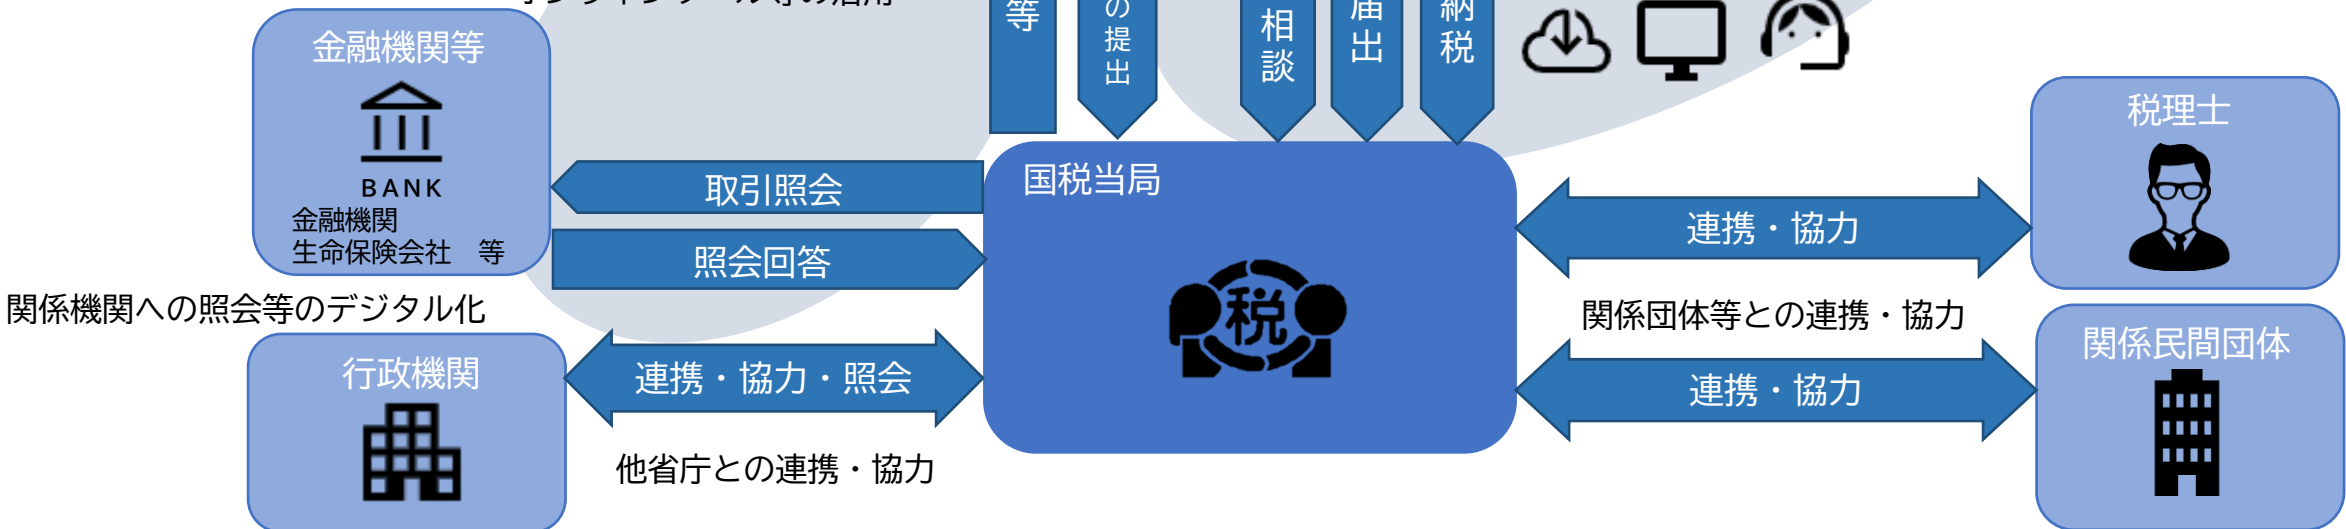 等
の提出
相談
届出
納税
金融機関等
BANK
金融機関
生命保険会社　等
取引照会
照会回答
国税当局
税
連携・協力
税理士
関係機関への照会等のデジタル化
関係団体等との連携・協力
行政機関
連携・協力・照会
連携・協力
関係民間団体
他省庁との連携・協力